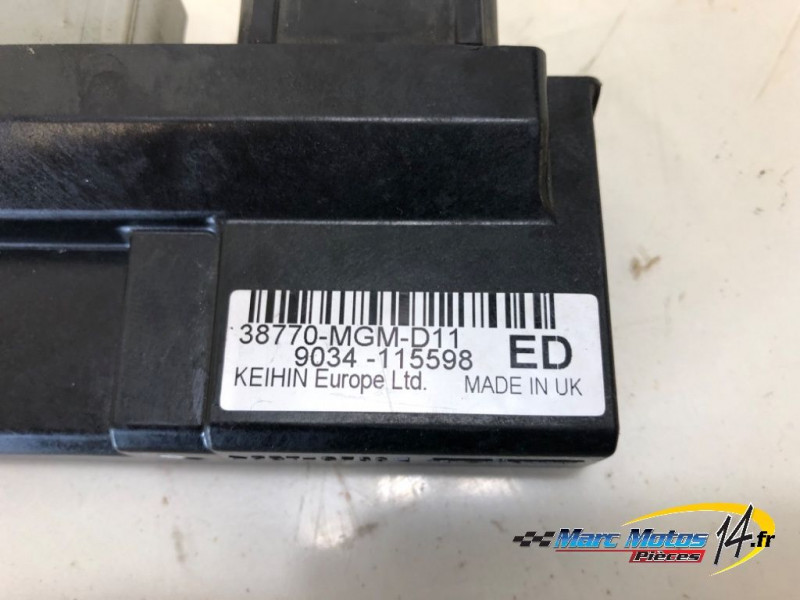 38770-MGM-D11
9034 -115598 ED
KEIHIN Europe Ltd. MADE IN UK
Marc Motos 14.fr
Pièces